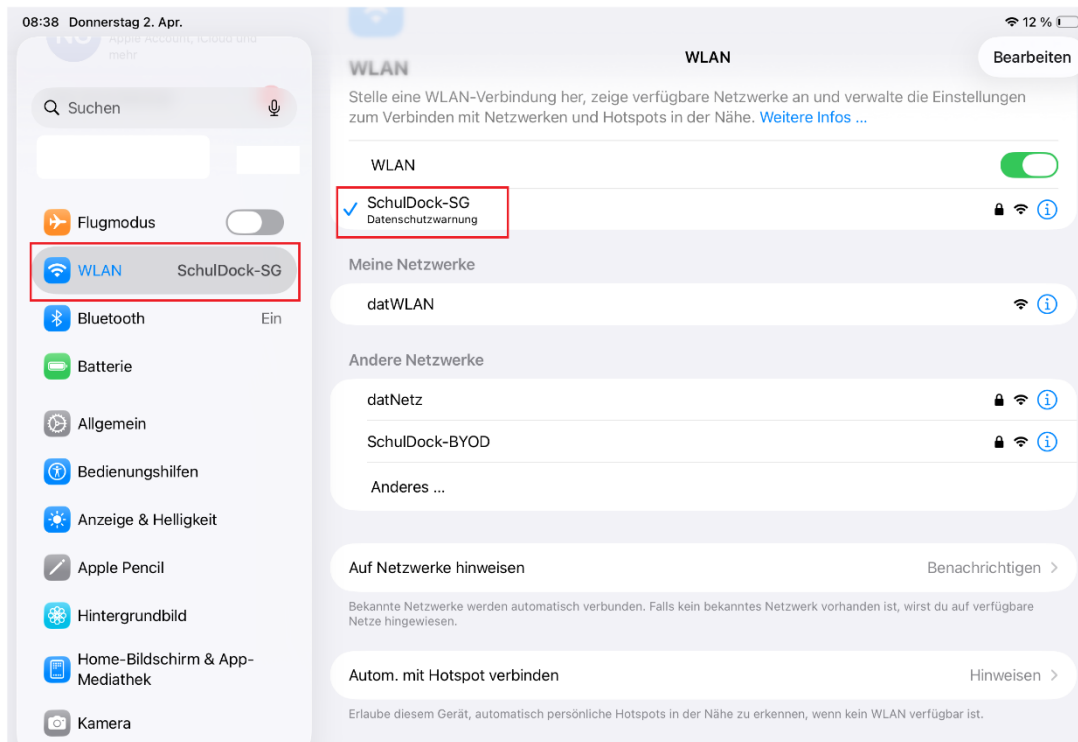 08:38 Donnerstag 2. Apr.
12 %
Apple Account, iCloud und
mehr
Suchen
Flugmodus
WLAN SchulDock-SG
Bluetooth Ein
Batterie
Allgemein
Bedienungshilfen
Anzeige & Helligkeit
Apple Pencil
Hintergrundbild
Home-Bildschirm & App-
Mediathek
Kamera
WLAN
Bearbeiten
WLAN
Stelle eine WLAN-Verbindung her, zeige verfügbare Netzwerke an und verwalte die Einstellungen
zum Verbinden mit Netzwerken und Hotspots in der Nähe. Weitere Infos ...
WLAN
SchulDock-SG
Datenschutzwarnung
Meine Netzwerke
datWLAN
Andere Netzwerke
datNetz
SchulDock-BYOD
Anderes ...
Auf Netzwerke hinweisen Benachrichtigen
Bekannte Netzwerke werden automatisch verbunden. Falls kein bekanntes Netzwerk vorhanden ist, wirst du auf verfügbare
Netze hingewiesen.
Autom. mit Hotspot verbinden Hinweisen
Erlaube diesem Gerät, automatisch persönliche Hotspots in der Nähe zu erkennen, wenn kein WLAN verfügbar ist.